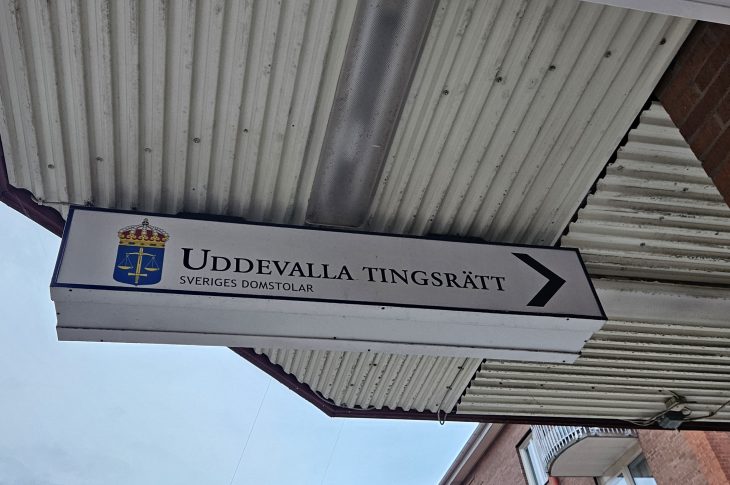 UDDEVALLA TINGSRÄTT
SVERIGES DOMSTOLAR